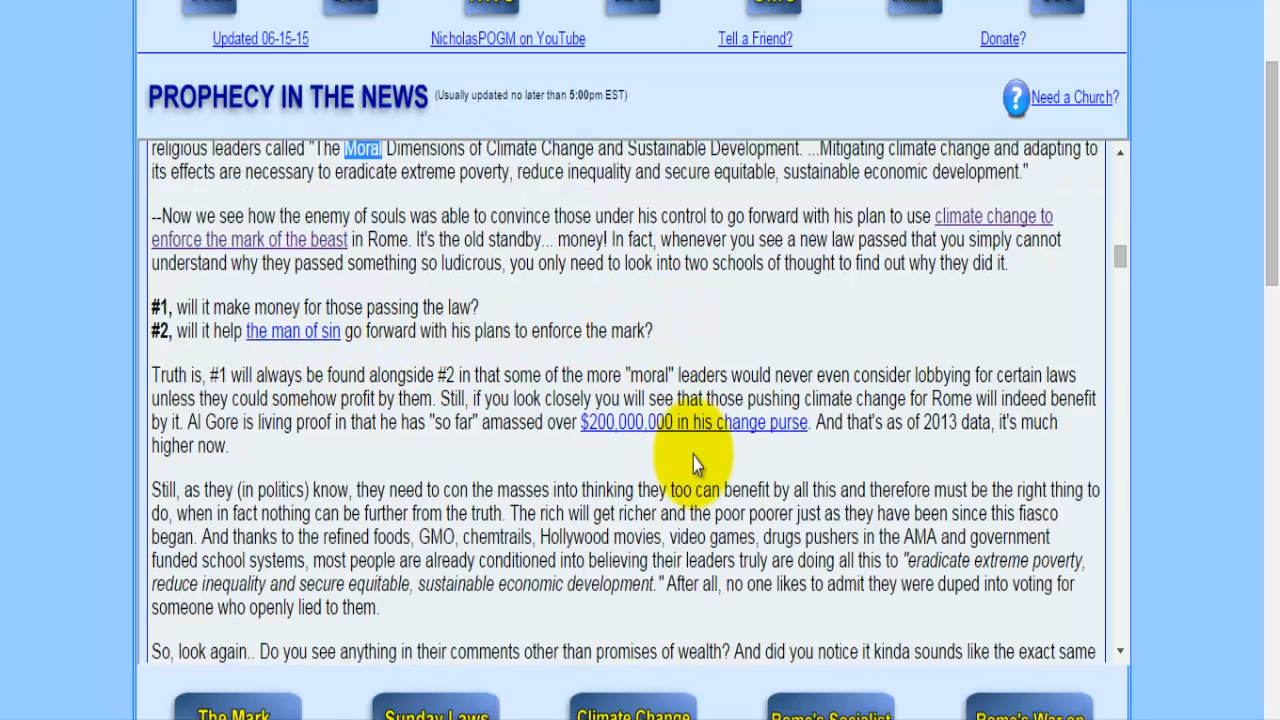 Updated 06-15-15 NicholasPOGM on YouTube Tell a Friend? Donate?
PROPHECY IN THE NEWS (Usually updated no later than 5:00pm EST) Need a Church?
religious leaders called "The Moral Dimensions of Climate Change and Sustainable Development. ...Mitigating climate change and adapting to
its effects are necessary to eradicate extreme poverty, reduce inequality and secure equitable, sustainable economic development."
--Now we see how the enemy of souls was able to convince those under his control to go forward with his plan to use climate change to
enforce the mark of the beast in Rome. It's the old standby... money! In fact, whenever you see a new law passed that you simply cannot
understand why they passed something so ludicrous, you only need to look into two schools of thought to find out why they did it.
#1, will it make money for those passing the law?
#2, will it help the man of sin go forward with his plans to enforce the mark?
Truth is, #1 will always be found alongside #2 in that some of the more "moral" leaders would never even consider lobbying for certain laws
unless they could somehow profit by them. Still, if you look closely you will see that those pushing climate change for Rome will indeed benefit
by it. Al Gore is living proof in that he has "so far" amassed over $200,000,000 in his change purse. And that's as of 2013 data, it's much
higher now.
Still, as they (in politics) know, they need to con the masses into thinking they too can benefit by all this and therefore must be the right thing to
do, when in fact nothing can be further from the truth. The rich will get richer and the poor poorer just as they have been since this fiasco
began. And thanks to the refined foods, GMO, chemtrails, Hollywood movies, video games, drugs pushers in the AMA and government
funded school systems, most people are already conditioned into believing their leaders truly are doing all this to "eradicate extreme poverty,
reduce inequality and secure equitable, sustainable economic development." After all, no one likes to admit they were duped into voting for
someone who openly lied to them.
So, look again.. Do you see anything in their comments other than promises of wealth? And did you notice it kinda sounds like the exact same
The Mark Sunday Laws Climate Change Rome's Socialist Rome's War on